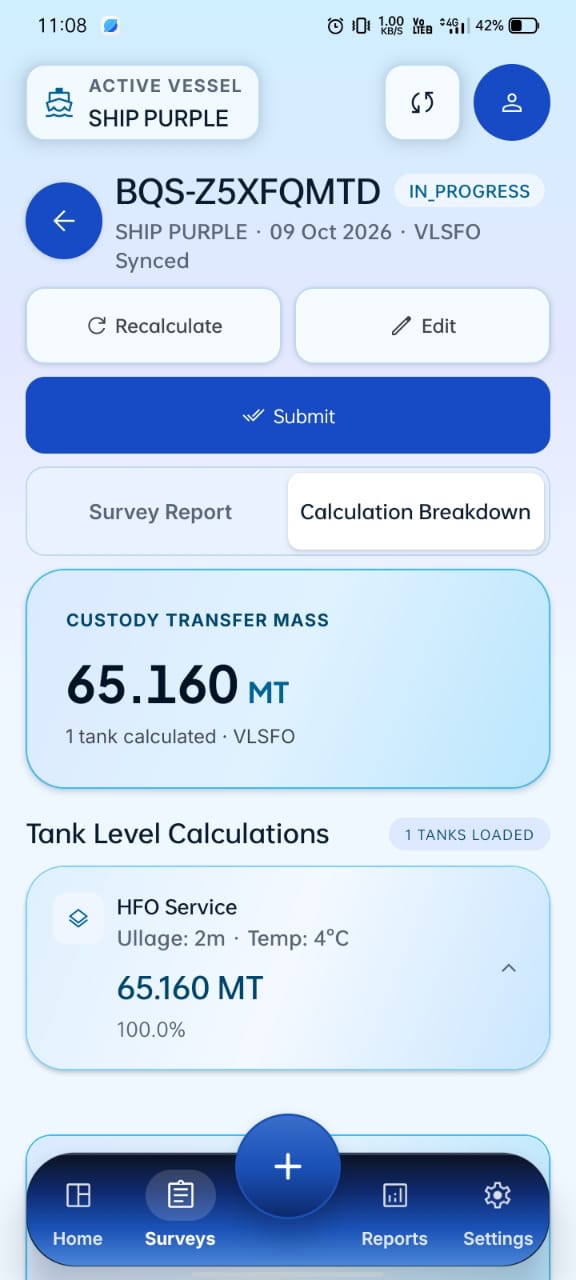 11:08
1.00 KB/S Vo LTE 4G 42%
ACTIVE VESSEL
SHIP PURPLE
BQS-Z5XFQMTD IN_PROGRESS
SHIP PURPLE · 09 Oct 2026 · VLSFO
Synced
Recalculate Edit
Submit
Survey Report Calculation Breakdown
CUSTODY TRANSFER MASS
65.160 MT
1 tank calculated · VLSFO
Tank Level Calculations 1 TANKS LOADED
HFO Service
Ullage: 2m · Temp: 4°C
65.160 MT
100.0%
Home Surveys Reports Settings